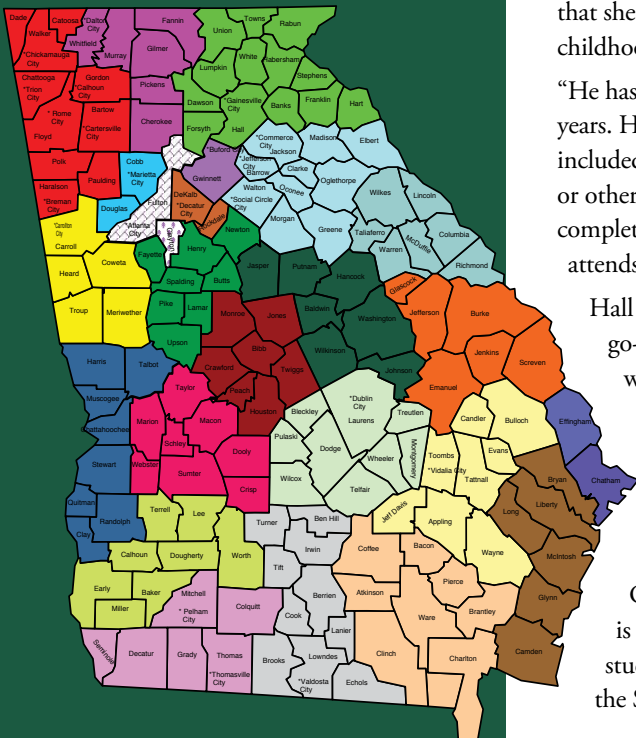 Dade
Catoosa
*Dalton
City
Fannin
Towns
Rabun
Union
Walker
Whitfield
Murray
Gilmer
White
Habersham
*Chickamauga
City
Lumpkin
Stephens
Chattooga
*Trion
City
Gordon
*Calhoun
City
Pickens
Dawson
*Gainesville
City
Banks
Franklin
Hart
* Rome
City
Bartow
*Cartersville
City
Cherokee
Forsyth
Hall
*Commerce
City
Jackson
Madison
Elbert
Floyd
*Buford City
*Jefferson
City
Barrow
Polk
Cobb
*Marietta
City
Gwinnett
Clarke
Oglethorpe
Haralson
Paulding
Walton
Oconee
Wilkes
Lincoln
*Bremen
City
Douglas
Fulton
DeKalb
*Decatur
City
*Social Circle
City
Rockdale
Morgan
Greene
Taliaferro
Columbia
McDuffie
*Carrollton
City
*Atlanta
City
Clayton
Newton
Warren
Richmond
Carroll
Coweta
Fayette
Henry
Heard
Spalding
Butts
Jasper
Putnam
Hancock
Glascock
Troup
Meriwether
Pike
Lamar
Monroe
Jones
Baldwin
Washington
Jefferson
Burke
Upson
Bibb
Wilkinson
Jenkins
Screven
Harris
Talbot
Crawford
Twiggs
Johnson
Taylor
Peach
Emanuel
Muscogee
Houston
Bleckley
*Dublin
City
Laurens
Treutlen
Candler
Bulloch
Effingham
Chattahoochee
Marion
Macon
Pulaski
Schley
Dodge
Montgomery
Evans
Stewart
Webster
Sumter
Dooly
Wheeler
Toombs
*Vidalia City
Tattnall
Bryan
Chatham
Crisp
Wilcox
Telfair
Liberty
Quitman
Randolph
Terrell
Lee
Turner
Ben Hill
Jeff Davis
Appling
Long
Clay
Calhoun
Dougherty
Worth
Irwin
Coffee
Bacon
Wayne
McIntosh
Tift
Early
Baker
Mitchell
Berrien
Atkinson
Pierce
Glynn
Miller
* Pelham
City
Colquitt
Cook
Ware
Brantley
Lanier
Seminole
Decatur
Grady
Thomas
*Thomasville
City
Brooks
Lowndes
*Valdosta
City
Echols
Clinch
Charlton
Camden
that she
childhoo
“He has
years. H
included
or other
complet
attends
Hall
go-
w
C
is
stud
the S